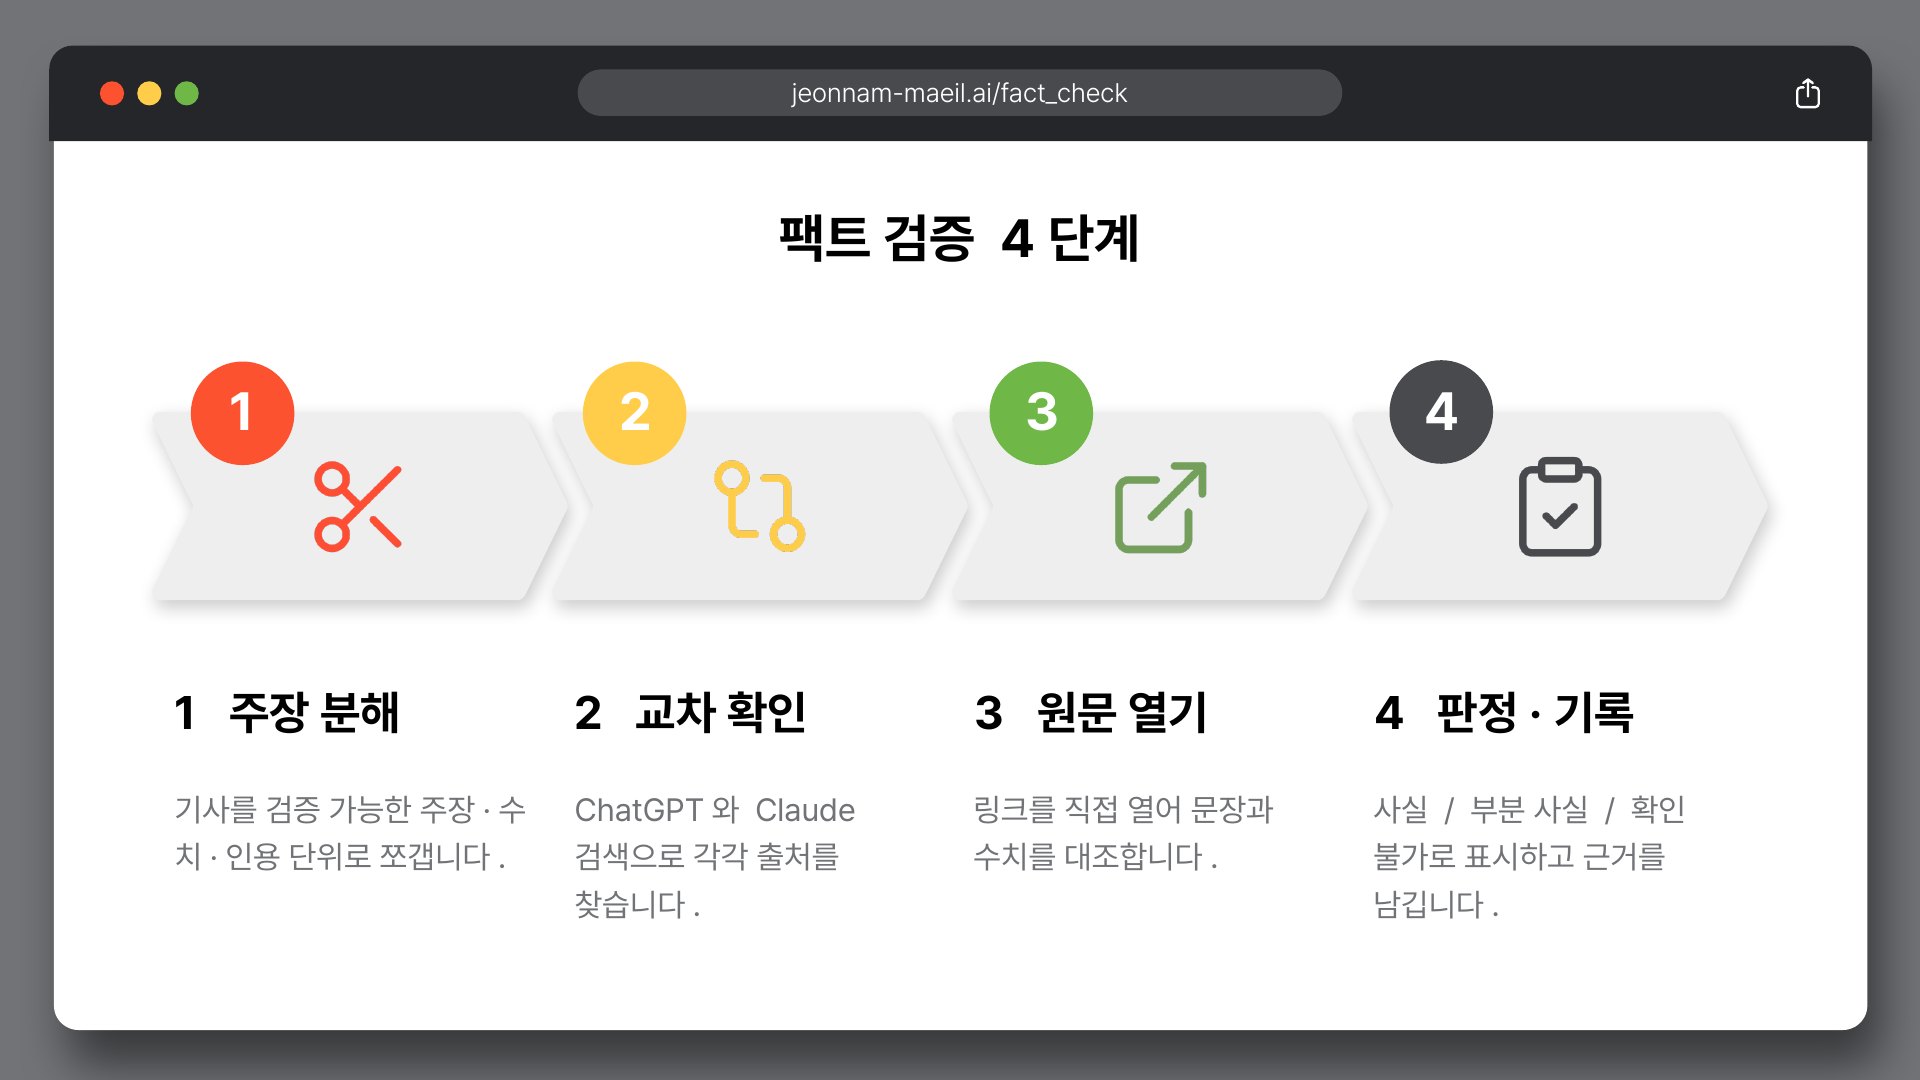 jeonnam-maeil.ai/fact_check
팩트 검증 4 단계
1
2
3
4
1 주장 분해
기사를 검증 가능한 주장 · 수
치 · 인용 단위로 쪼갭니다 .
2 교차 확인
ChatGPT 와 Claude
검색으로 각각 출처를
찾습니다 .
3 원문 열기
링크를 직접 열어 문장과
수치를 대조합니다 .
4 판정 · 기록
사실 / 부분 사실 / 확인
불가로 표시하고 근거를
남깁니다 .